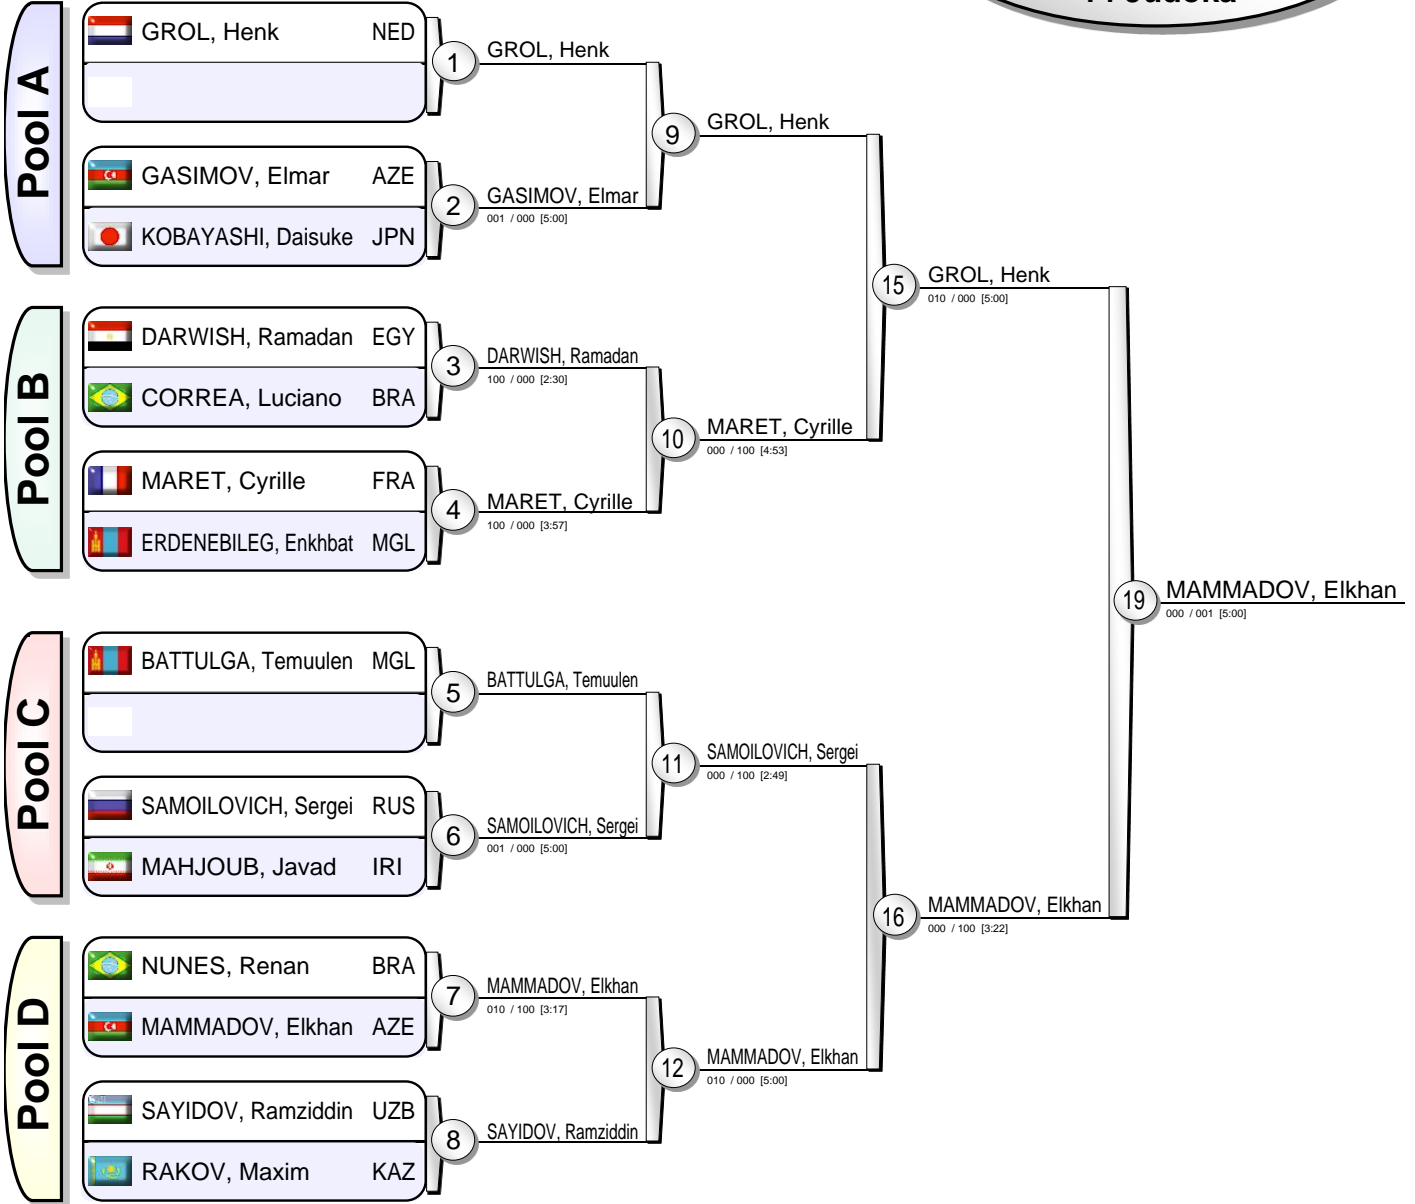 Pool A
GROL, Henk NED
GASIMOV, Elmar AZE
KOBAYASHI, Daisuke JPN
Pool B
DARWISH, Ramadan EGY
CORREA, Luciano BRA
MARET, Cyrille FRA
ERDENEBILEG, Enkhbat MGL
Pool C
BATTULGA, Temuulen MGL
SAMOILOVICH, Sergei RUS
MAHJOUB, Javad IRI
Pool D
NUNES, Renan BRA
MAMMADOV, Elkhan AZE
SAYIDOV, Ramziddin UZB
RAKOV, Maxim KAZ
1 GROL, Henk
2 GASIMOV, Elmar
001 / 000 [5:00]
3 DARWISH, Ramadan
100 / 000 [2:30]
4 MARET, Cyrille
100 / 000 [3:57]
5 BATTULGA, Temuulen
6 SAMOILOVICH, Sergei
001 / 000 [5:00]
7 MAMMADOV, Elkhan
010 / 100 [3:17]
8 SAYIDOV, Ramziddin
9 GROL, Henk
10 MARET, Cyrille
000 / 100 [4:53]
11 SAMOILOVICH, Sergei
000 / 100 [2:49]
12 MAMMADOV, Elkhan
010 / 000 [5:00]
15 GROL, Henk
010 / 000 [5:00]
16 MAMMADOV, Elkhan
000 / 100 [3:22]
19 MAMMADOV, Elkhan
000 / 001 [5:00]